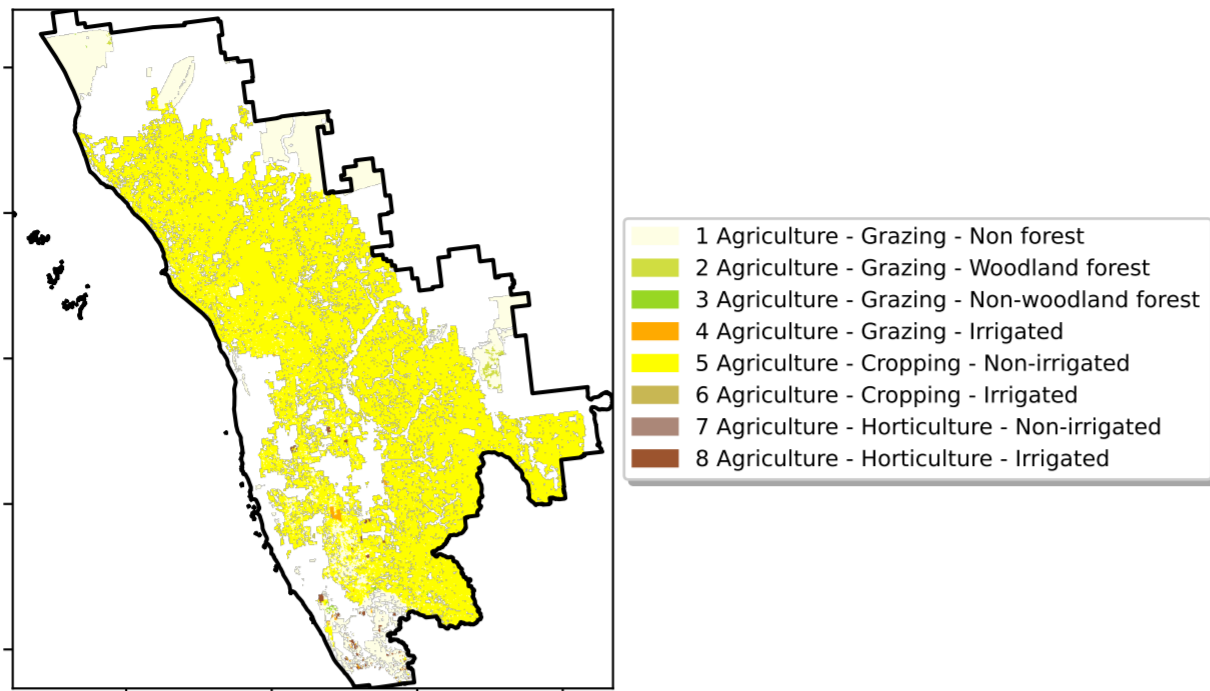 1 Agriculture - Grazing - Non forest
2 Agriculture - Grazing - Woodland forest
3 Agriculture - Grazing - Non-woodland forest
4 Agriculture - Grazing - Irrigated
5 Agriculture - Cropping - Non-irrigated
6 Agriculture - Cropping - Irrigated
7 Agriculture - Horticulture - Non-irrigated
8 Agriculture - Horticulture - Irrigated